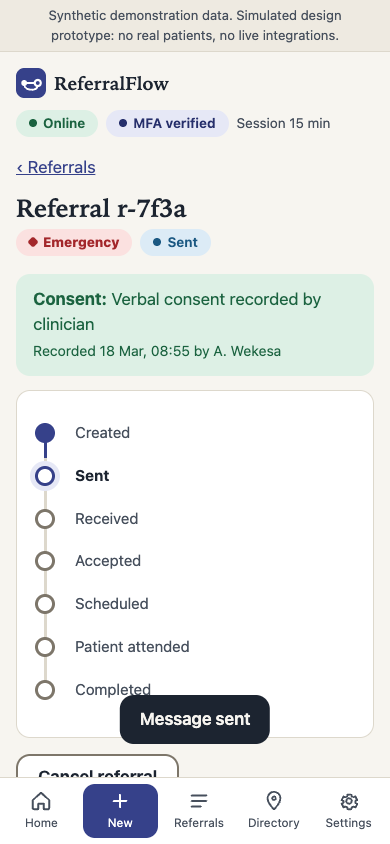 Synthetic demonstration data. Simulated design
prototype: no real patients, no live integrations.
ReferralFlow
Online
MFA verified
Session 15 min
‹ Referrals
Referral r-7f3a
Emergency
Sent
Consent: Verbal consent recorded by
clinician
Recorded 18 Mar, 08:55 by A. Wekesa
Created
Sent
Received
Accepted
Scheduled
Patient attended
Completed
Message sent
Cancel referral
Home
New
Referrals
Directory
Settings